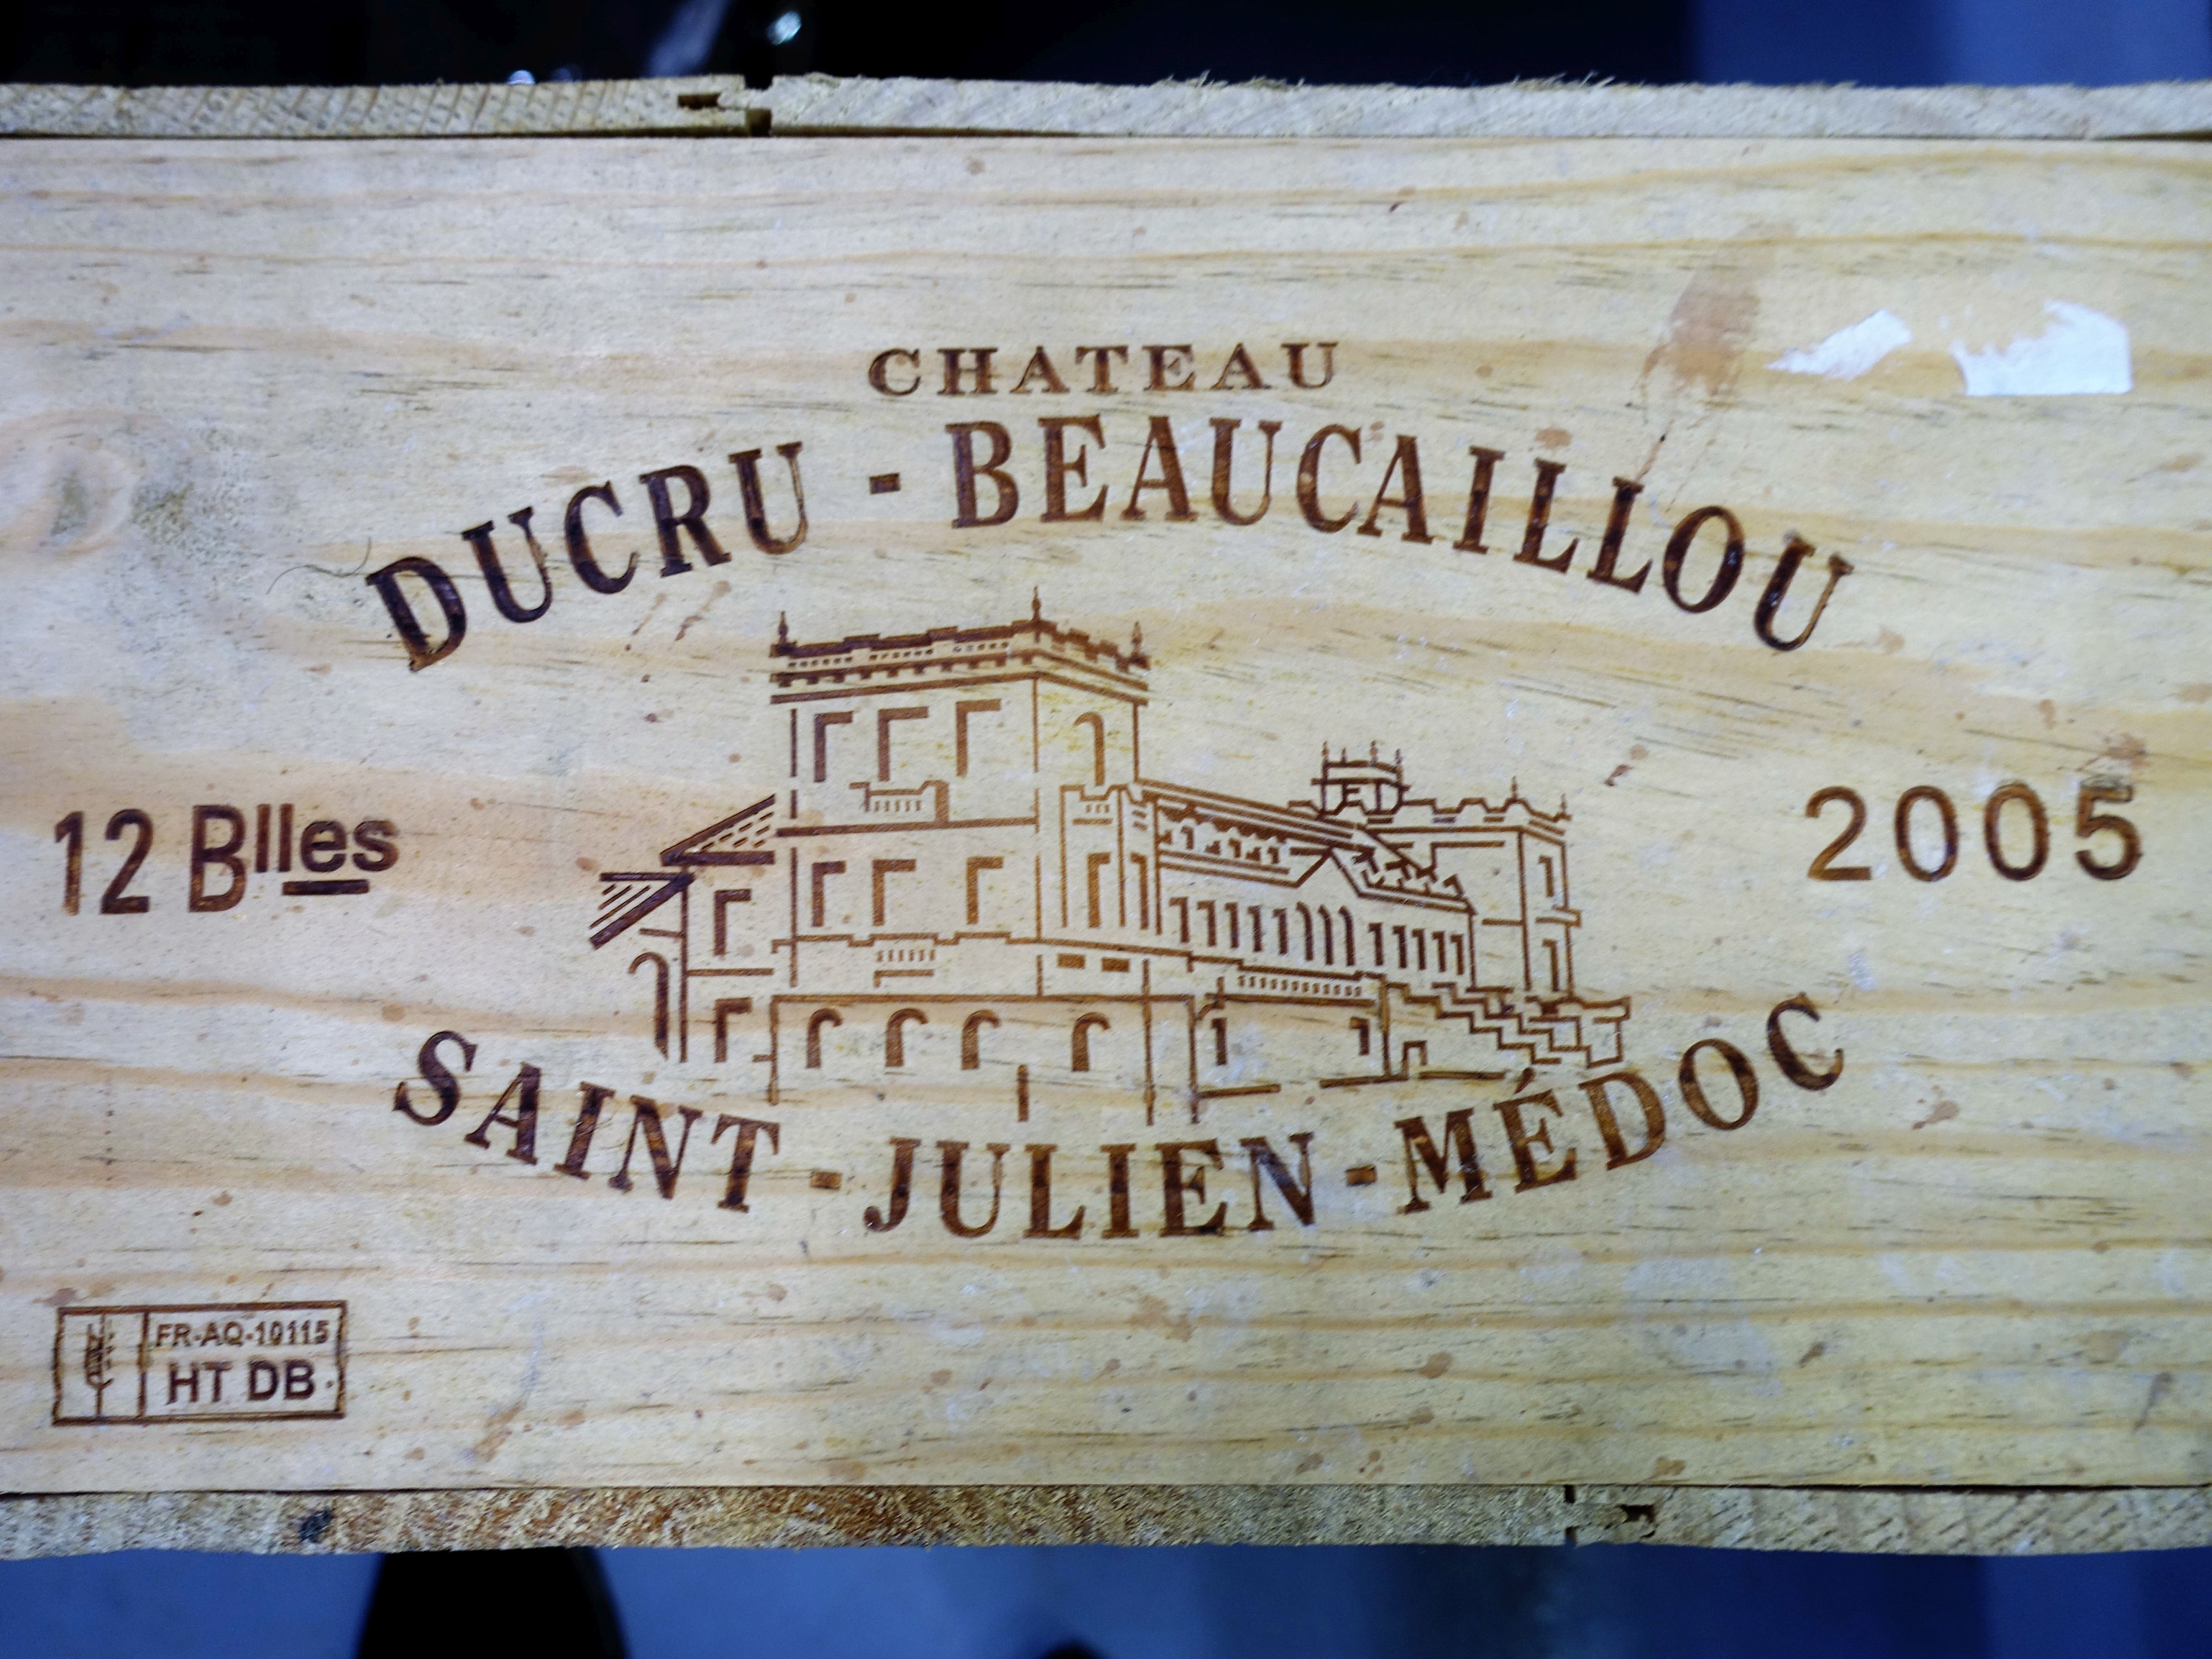 CHATEAU
DUCRU - BEAUCAILLOU
12 Blles
2005
SAINT - JULIEN - MÉDOC
FR-AQ-10115
HT DB